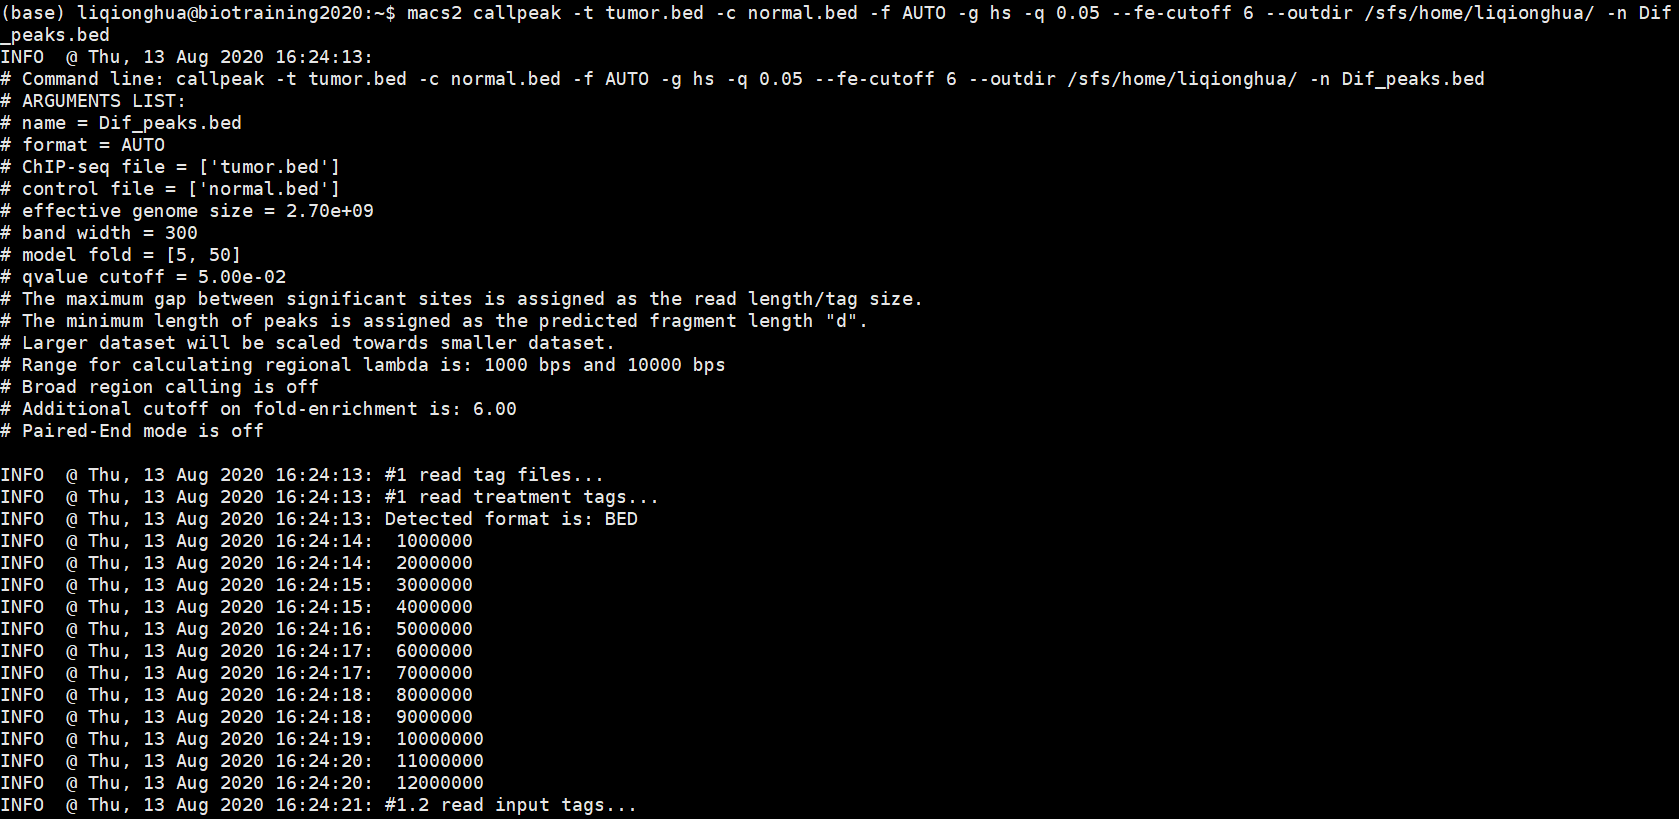 (base) liqionghua@biotraining2020:~$ macs2 callpeak -t tumor.bed -c normal.bed -f AUTO -g hs -q 0.05 --fe-cutoff 6 --outdir /sfs/home/liqionghua/ -n Dif
_peaks.bed
INFO  @ Thu, 13 Aug 2020 16:24:13:
# Command line: callpeak -t tumor.bed -c normal.bed -f AUTO -g hs -q 0.05 --fe-cutoff 6 --outdir /sfs/home/liqionghua/ -n Dif_peaks.bed
# ARGUMENTS LIST:
# name = Dif_peaks.bed
# format = AUTO
# ChIP-seq file = ['tumor.bed']
# control file = ['normal.bed']
# effective genome size = 2.70e+09
# band width = 300
# model fold = [5, 50]
# qvalue cutoff = 5.00e-02
# The maximum gap between significant sites is assigned as the read length/tag size.
# The minimum length of peaks is assigned as the predicted fragment length "d".
# Larger dataset will be scaled towards smaller dataset.
# Range for calculating regional lambda is: 1000 bps and 10000 bps
# Broad region calling is off
# Additional cutoff on fold-enrichment is: 6.00
# Paired-End mode is off

INFO  @ Thu, 13 Aug 2020 16:24:13: #1 read tag files...
INFO  @ Thu, 13 Aug 2020 16:24:13: #1 read treatment tags...
INFO  @ Thu, 13 Aug 2020 16:24:13: Detected format is: BED
INFO  @ Thu, 13 Aug 2020 16:24:14:  1000000
INFO  @ Thu, 13 Aug 2020 16:24:14:  2000000
INFO  @ Thu, 13 Aug 2020 16:24:15:  3000000
INFO  @ Thu, 13 Aug 2020 16:24:15:  4000000
INFO  @ Thu, 13 Aug 2020 16:24:16:  5000000
INFO  @ Thu, 13 Aug 2020 16:24:17:  6000000
INFO  @ Thu, 13 Aug 2020 16:24:17:  7000000
INFO  @ Thu, 13 Aug 2020 16:24:18:  8000000
INFO  @ Thu, 13 Aug 2020 16:24:18:  9000000
INFO  @ Thu, 13 Aug 2020 16:24:19:  10000000
INFO  @ Thu, 13 Aug 2020 16:24:20:  11000000
INFO  @ Thu, 13 Aug 2020 16:24:20:  12000000
INFO  @ Thu, 13 Aug 2020 16:24:21: #1.2 read input tags...